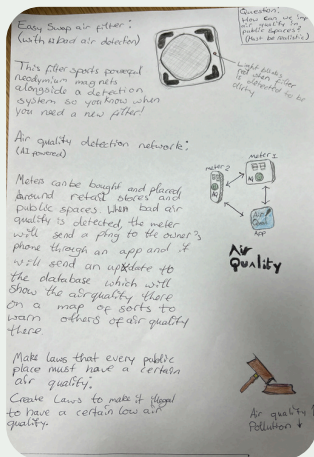 Easy Swap air filter:
(with bad air detection)
Question:
How can we imp
air quality in
public spaces?
(Must be realistic)
This filter sports powerful
neodymium magnets
alongside a detection
system so you know when
you need a new filter!
Light blinks
red when filter
is detected to be
dirty
Air quality detection network:
(AI powered)
Meters can be bought and placed
around retail stores and
public spaces. When bad air
quality is detected, the meter
will send a ping to the owner's
phone through an app and it
will send an update to
the database which will
show the air quality there
on a map of sorts to
warn others of air quality
there.
Meter 1
meter 2
AQ
AQ
Air
Qual
APP
Air
Quality
Make laws that every public
place must have a certain
air quality:
Create Laws to make it illegal
to have a certain low air
quality.
Air quality ↑
Pollution ↓